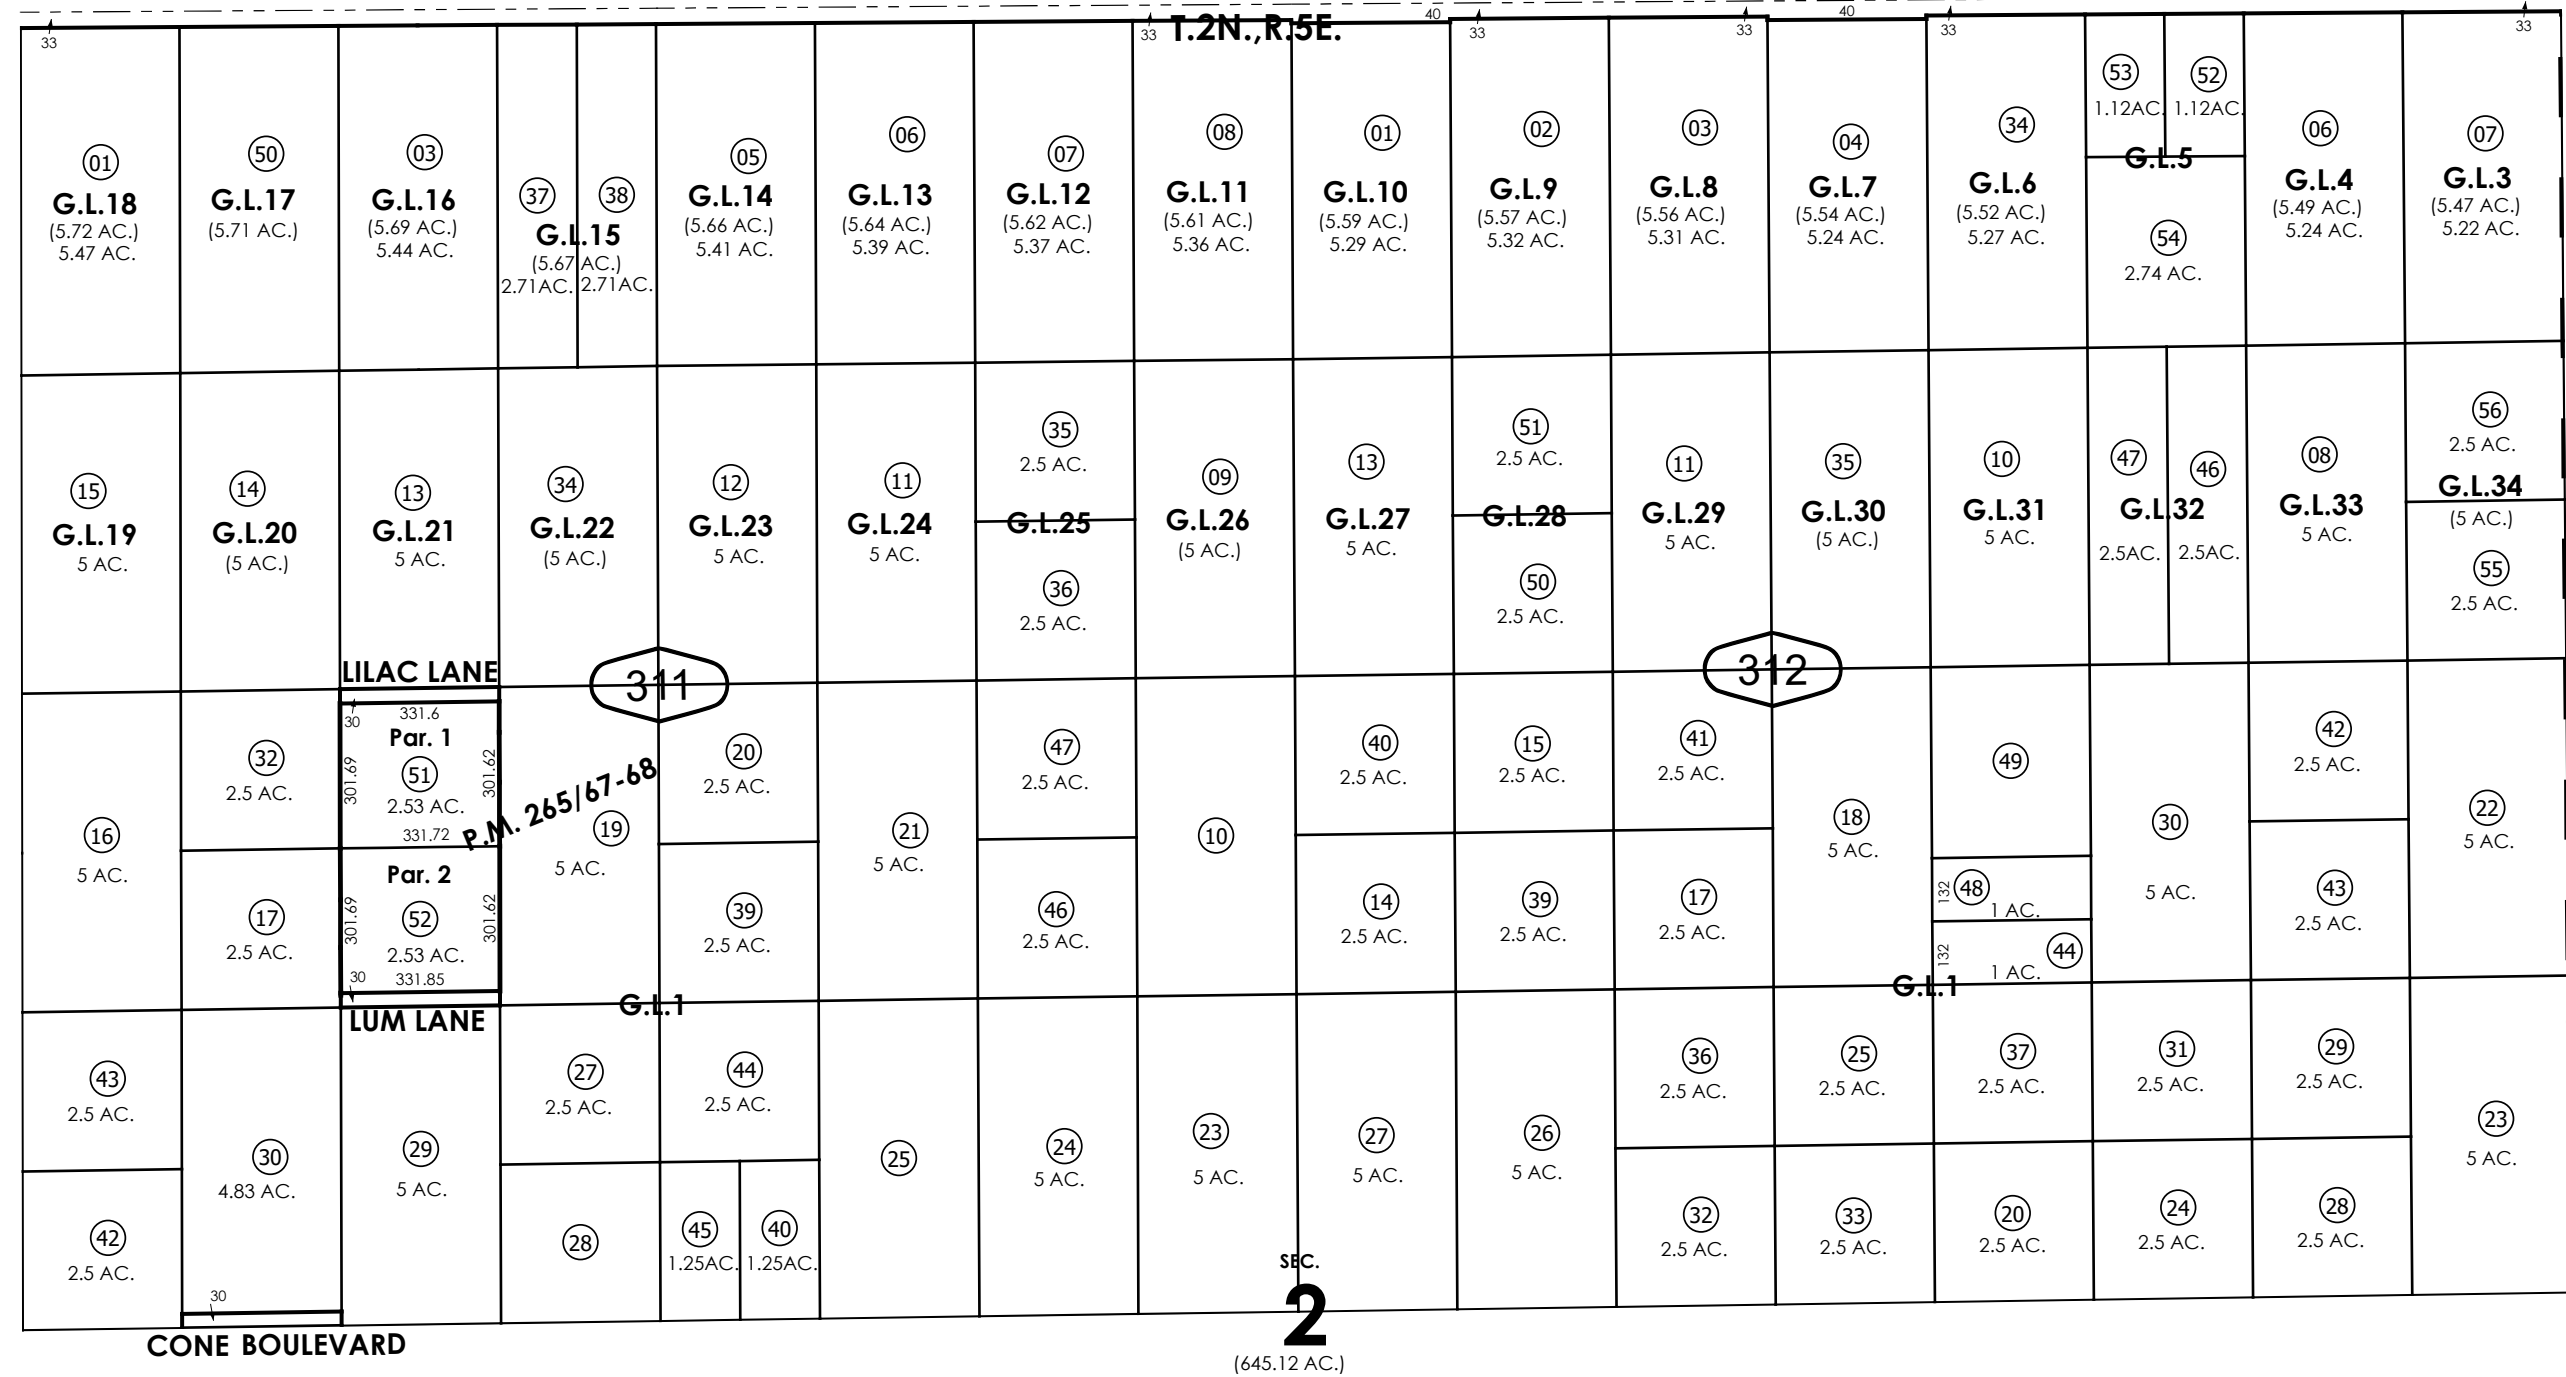 T.2N.,R.5E.
33
33
40
33
33
40
33
33
01
G.L.18
(5.72 AC.)
5.47 AC.
50
G.L.17
(5.71 AC.)
03
G.L.16
(5.69 AC.)
5.44 AC.
37
38
G.L.15
(5.67 AC.)
2.71AC.
2.71AC.
05
G.L.14
(5.66 AC.)
5.41 AC.
06
G.L.13
(5.64 AC.)
5.39 AC.
07
G.L.12
(5.62 AC.)
5.37 AC.
08
G.L.11
(5.61 AC.)
5.36 AC.
01
G.L.10
(5.59 AC.)
5.29 AC.
02
G.L.9
(5.57 AC.)
5.32 AC.
03
G.L.8
(5.56 AC.)
5.31 AC.
04
G.L.7
(5.54 AC.)
5.24 AC.
34
G.L.6
(5.52 AC.)
5.27 AC.
53
1.12AC.
52
1.12AC.
G.L.5
54
2.74 AC.
06
G.L.4
(5.49 AC.)
5.24 AC.
07
G.L.3
(5.47 AC.)
5.22 AC.
15
G.L.19
5 AC.
14
G.L.20
(5 AC.)
13
G.L.21
5 AC.
34
G.L.22
(5 AC.)
12
G.L.23
5 AC.
11
G.L.24
5 AC.
35
2.5 AC.
G.L.25
36
2.5 AC.
09
G.L.26
(5 AC.)
13
G.L.27
5 AC.
51
2.5 AC.
G.L.28
50
2.5 AC.
11
G.L.29
5 AC.
35
G.L.30
(5 AC.)
10
G.L.31
5 AC.
47
46
G.L.32
2.5AC.
2.5AC.
08
G.L.33
5 AC.
56
2.5 AC.
G.L.34
(5 AC.)
55
2.5 AC.
LILAC LANE
311
312
16
5 AC.
32
2.5 AC.
17
2.5 AC.
30
331.6
Par. 1
301.69
51
301.62
2.53 AC.
331.72
P.M. 265/67-68
Par. 2
301.69
52
301.62
2.53 AC.
30
331.85
LUM LANE
19
5 AC.
20
2.5 AC.
39
2.5 AC.
21
5 AC.
47
2.5 AC.
46
2.5 AC.
10
40
2.5 AC.
14
2.5 AC.
15
2.5 AC.
39
2.5 AC.
41
2.5 AC.
17
2.5 AC.
18
5 AC.
49
132
48
1 AC.
132
44
1 AC.
30
5 AC.
42
2.5 AC.
43
2.5 AC.
22
5 AC.
G.L.1
G.L.1
43
2.5 AC.
42
2.5 AC.
30
4.83 AC.
30
CONE BOULEVARD
29
5 AC.
27
2.5 AC.
28
44
2.5 AC.
45
1.25AC.
40
1.25AC.
25
24
5 AC.
23
5 AC.
27
5 AC.
26
5 AC.
36
2.5 AC.
32
2.5 AC.
25
2.5 AC.
33
2.5 AC.
37
2.5 AC.
20
2.5 AC.
31
2.5 AC.
24
2.5 AC.
29
2.5 AC.
28
2.5 AC.
23
5 AC.
SEC.
2
(645.12 AC.)